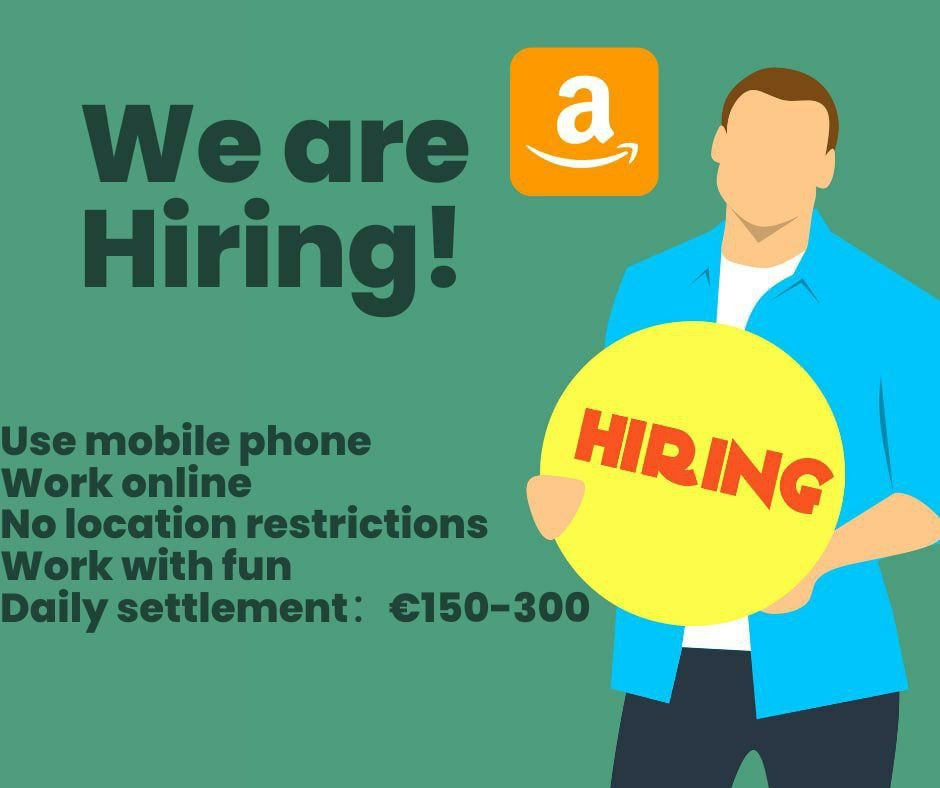 We are
Hiring!
a
HIRING
Use mobile phone
Work online
No location restrictions
Work with fun
Daily settlement：€150-300